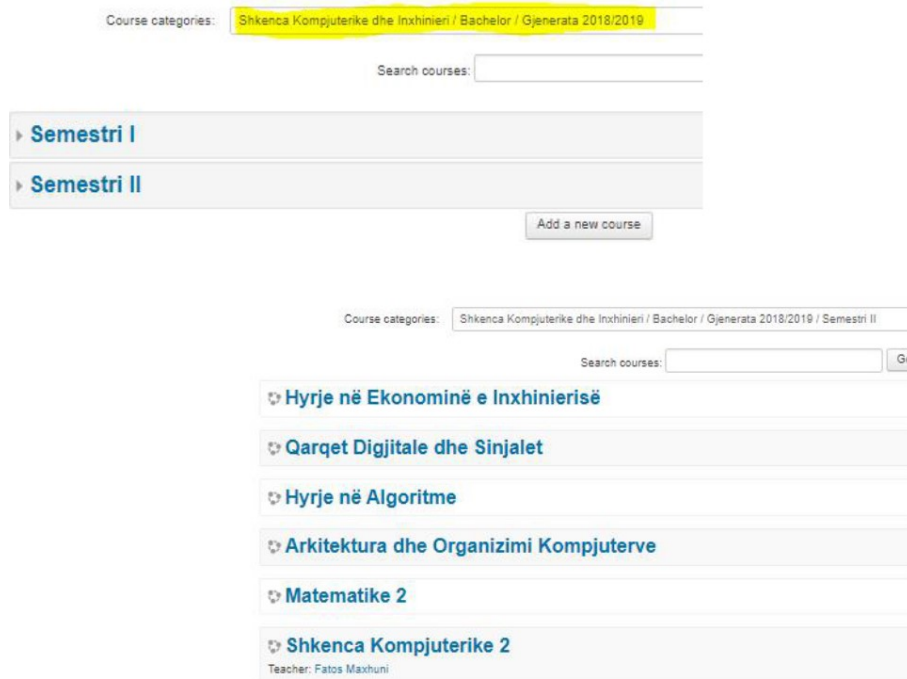 Course categories: Shkenca Kompjuterike dhe Inxhinieri / Bachelor / Gjenerata 2018/2019
Search courses:
Semestri I
Semestri II
Add a new course
Course categories: Shkenca Kompjuterike dhe Inxhinieri / Bachelor / Gjenerata 2018/2019 / Semestri II
Search courses: G
Hyrje në Ekonominë e Inxhinierisë
Qarqet Digjitale dhe Sinjalet
Hyrje në Algoritme
Arkitektura dhe Organizimi Kompjuterve
Matematike 2
Shkenca Kompjuterike 2
Teacher: Fatos Maxhuni